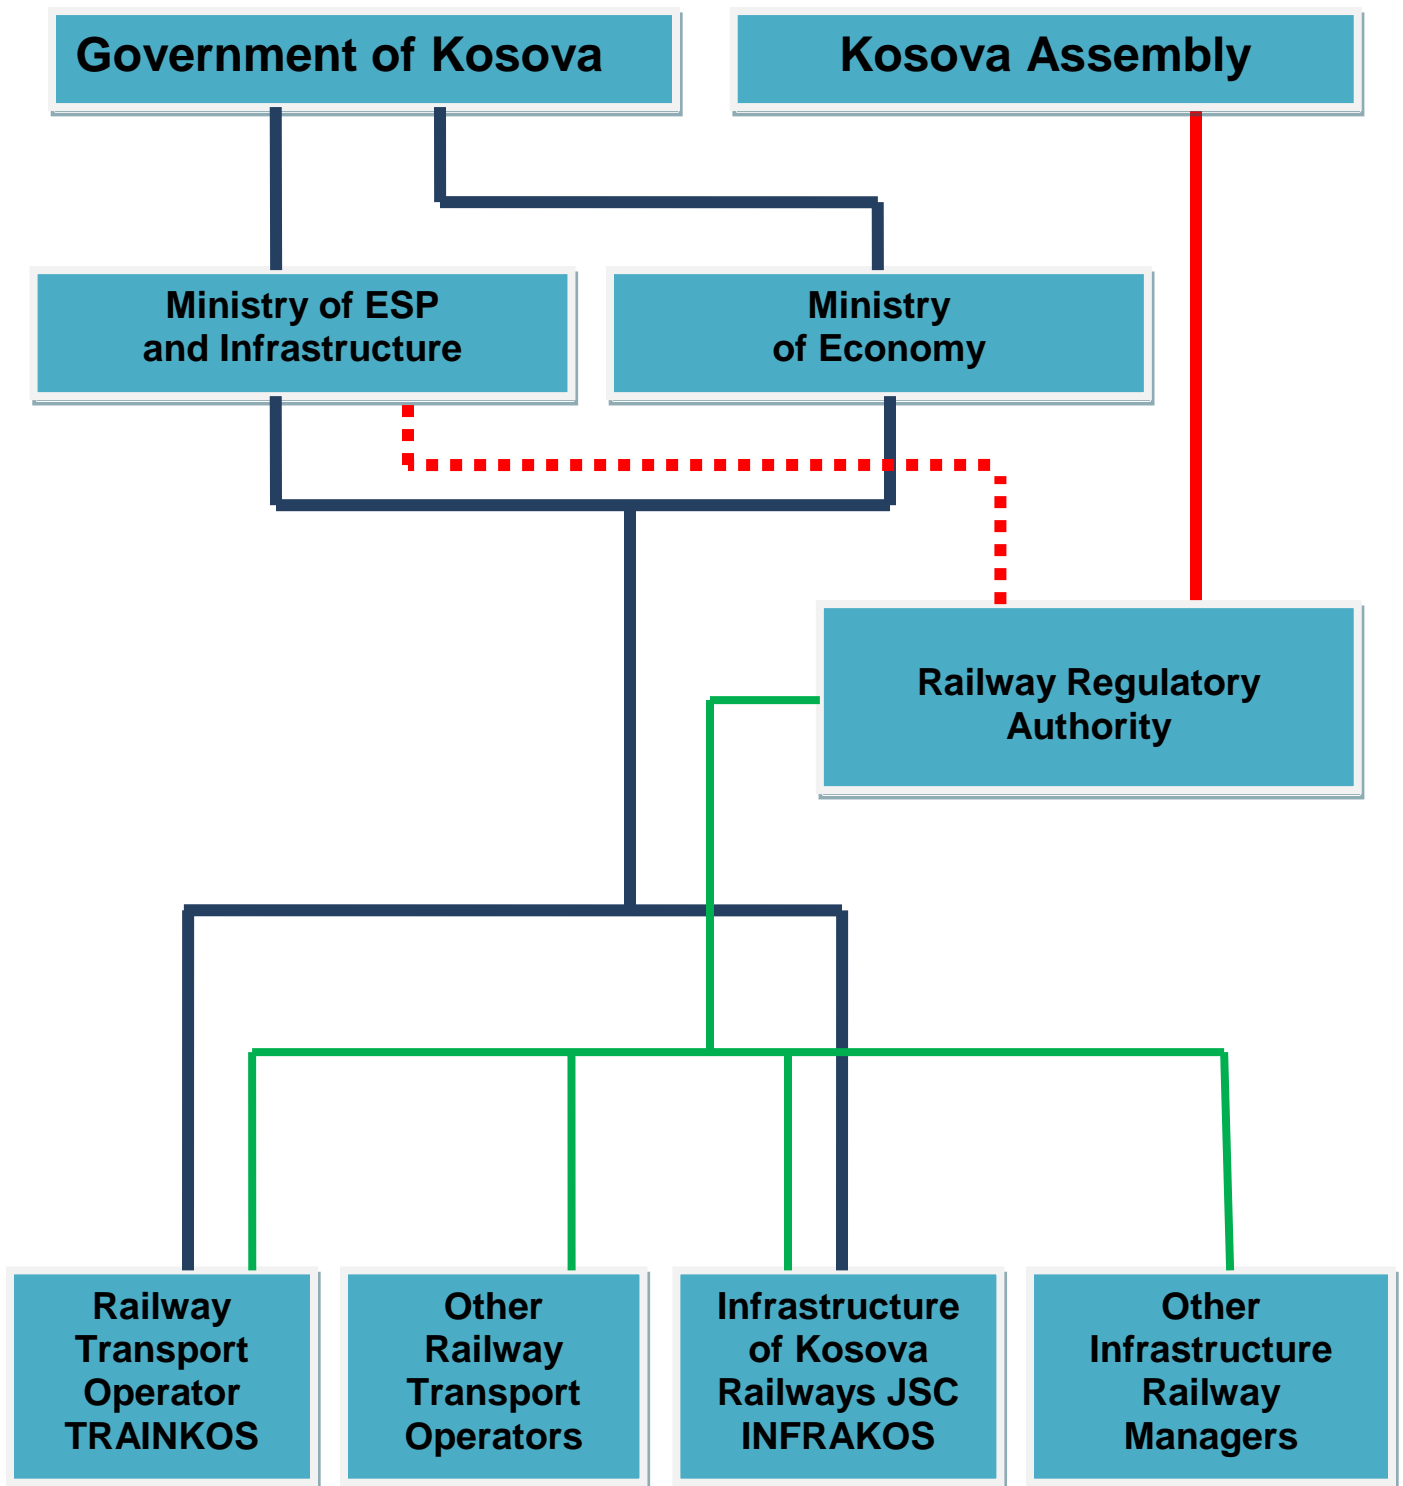 Government of Kosova
Kosova Assembly
Ministry of ESP
and Infrastructure
Ministry
of Economy
Railway Regulatory
Authority
Railway
Transport
Operator
TRAINKOS
Other
Railway
Transport
Operators
Infrastructure
of Kosova
Railways JSC
INFRAKOS
Other
Infrastructure
Railway
Managers